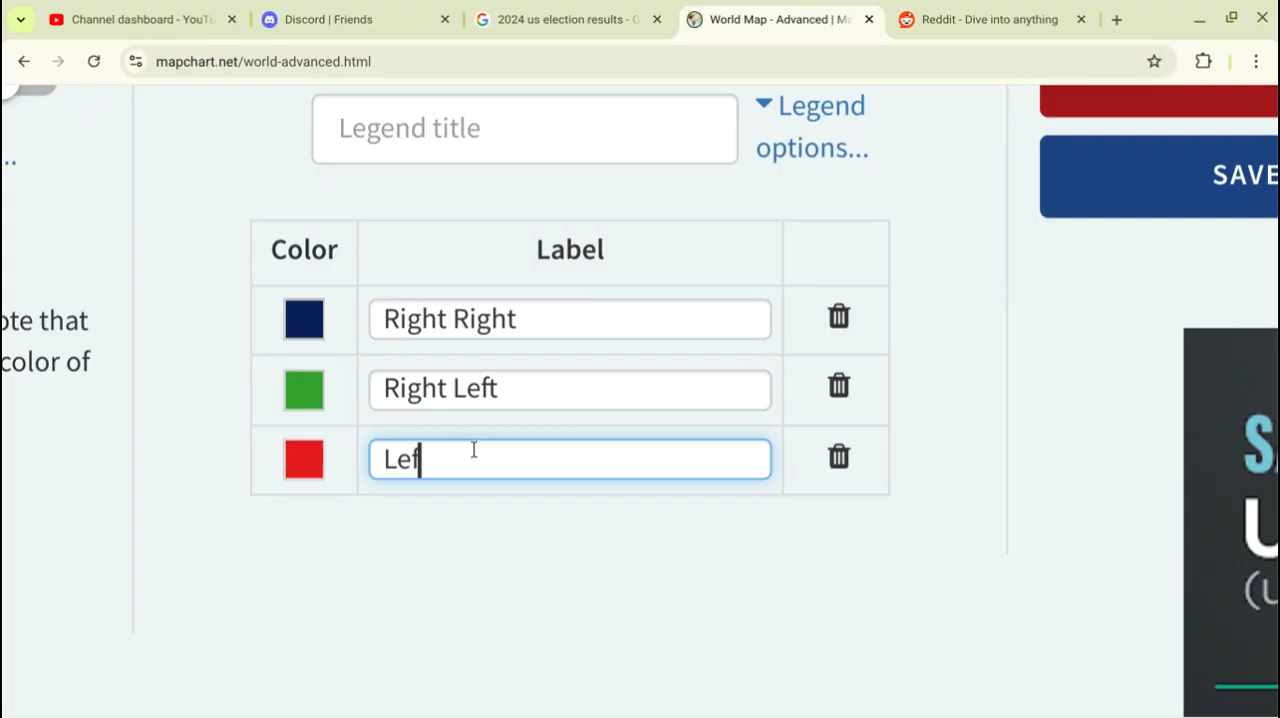 Channel dashboard - YouTu
Discord | Friends
2024 us election results - G
World Map - Advanced | Ma
Reddit - Dive into anything
mapchart.net/world-advanced.html
Legend title
Legend
options...
..
SAVE
Color
Label
Right Right
Right Left
Lef
ote that
color of
S
U
(u